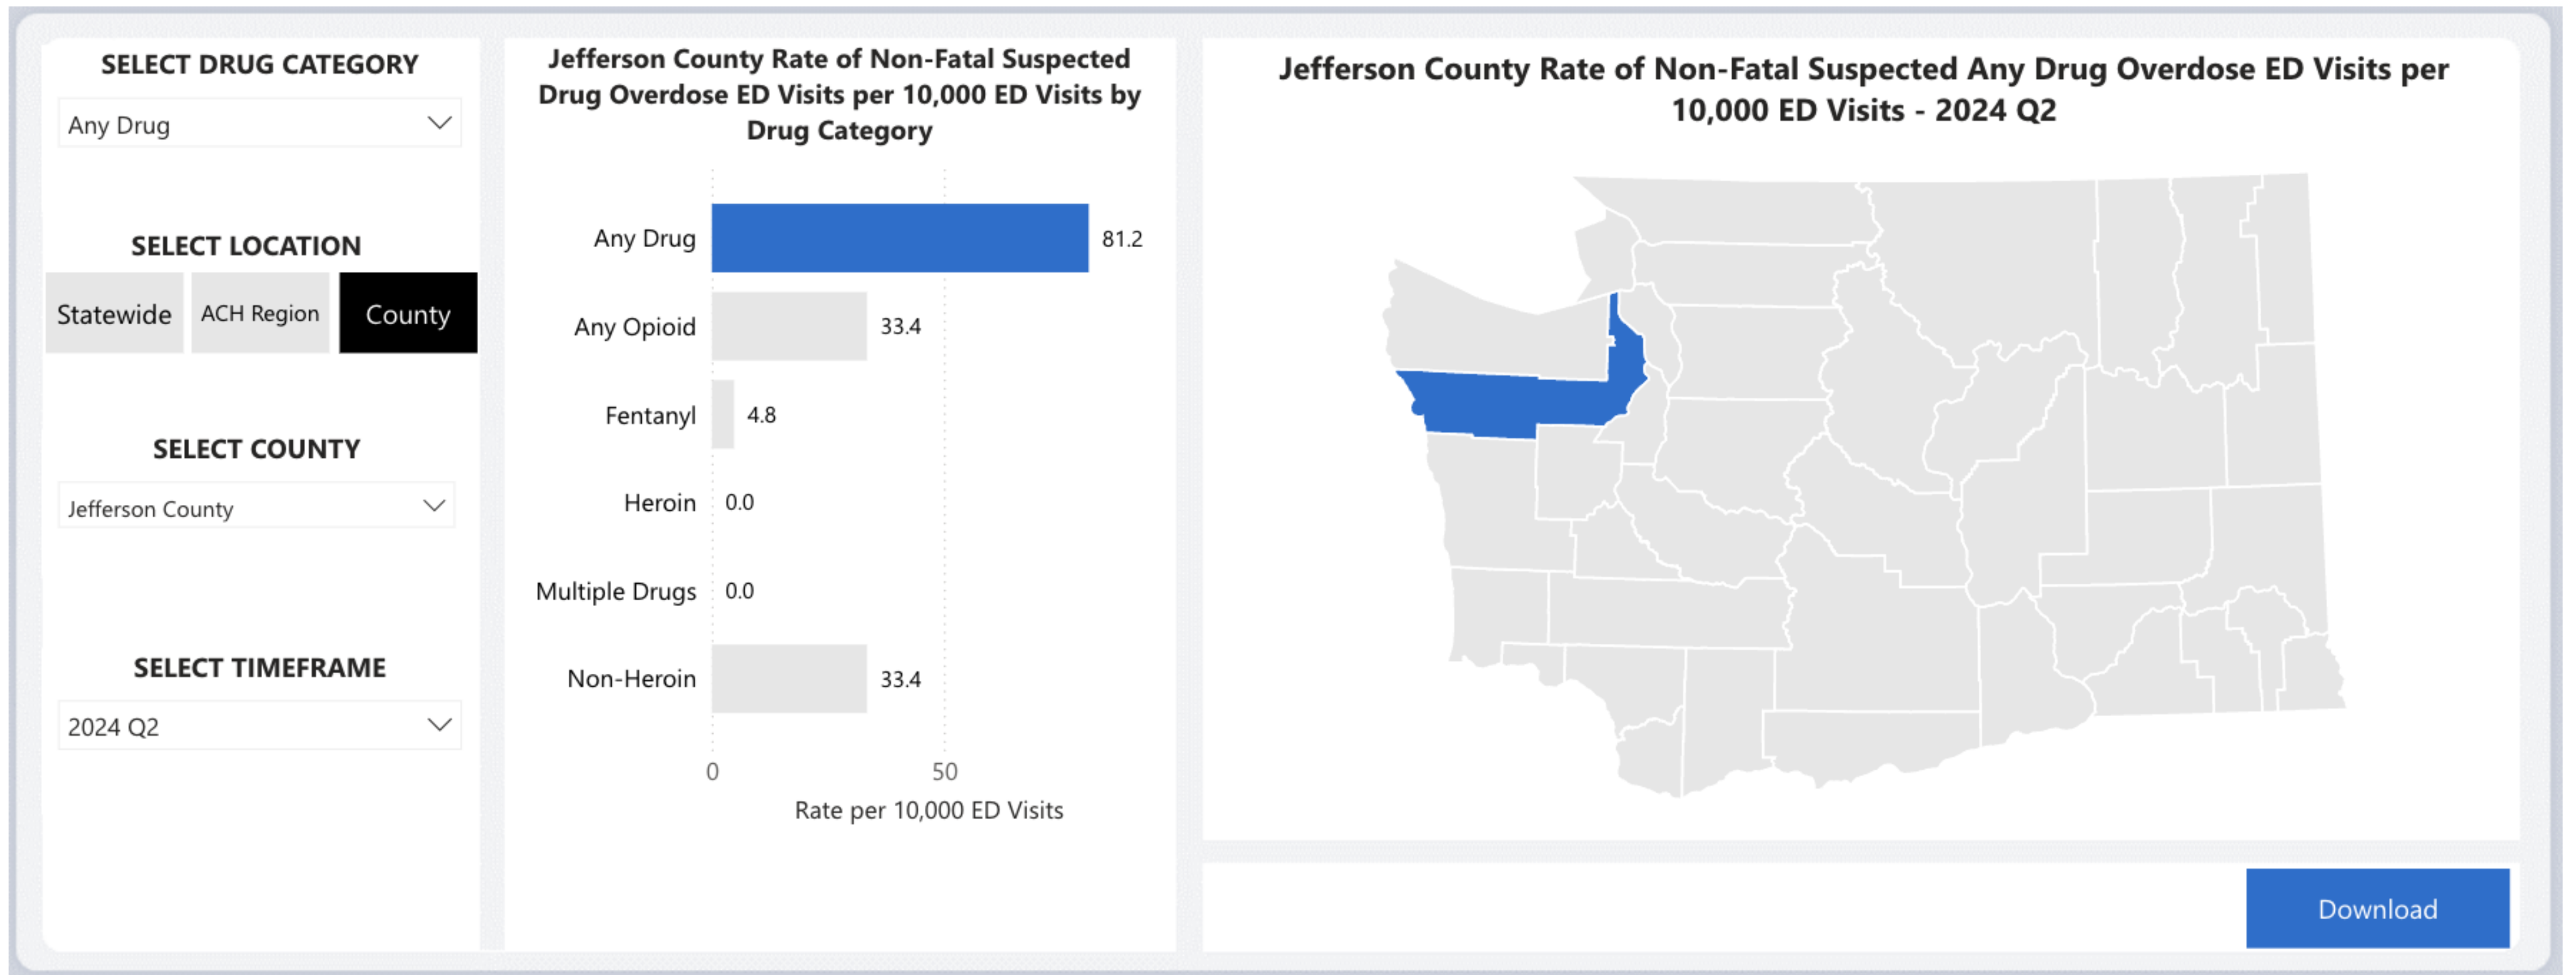 SELECT DRUG CATEGORY
Any Drug
SELECT LOCATION
Statewide
ACH Region
County
SELECT COUNTY
Jefferson County
SELECT TIMEFRAME
2024 Q2
Jefferson County Rate of Non-Fatal Suspected
Drug Overdose ED Visits per 10,000 ED Visits by
Drug Category
Any Drug 81.2
Any Opioid 33.4
Fentanyl 4.8
Heroin 0.0
Multiple Drugs 0.0
Non-Heroin 33.4
0 50
Rate per 10,000 ED Visits
Jefferson County Rate of Non-Fatal Suspected Any Drug Overdose ED Visits per
10,000 ED Visits - 2024 Q2
Download